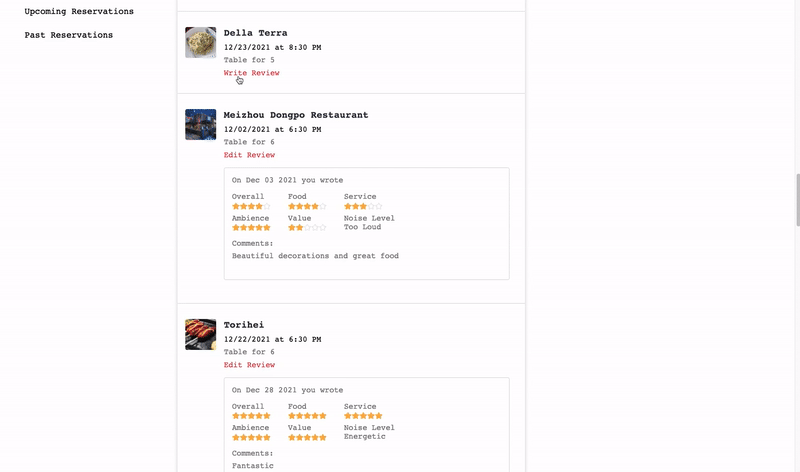 Upcoming Reservations
Past Reservations
Della Terra
12/23/2021 at 8:30 PM
Table for 5
Write Review
Meizhou Dongpo Restaurant
12/02/2021 at 6:30 PM
Table for 6
Edit Review
On Dec 03 2021 you wrote
Overall Food Service
Ambience Value Noise Level
Too Loud
Comments:
Beautiful decorations and great food
Torihei
12/22/2021 at 6:30 PM
Table for 6
Edit Review
On Dec 28 2021 you wrote
Overall Food Service
Ambience Value Noise Level
Energetic
Comments:
Fantastic